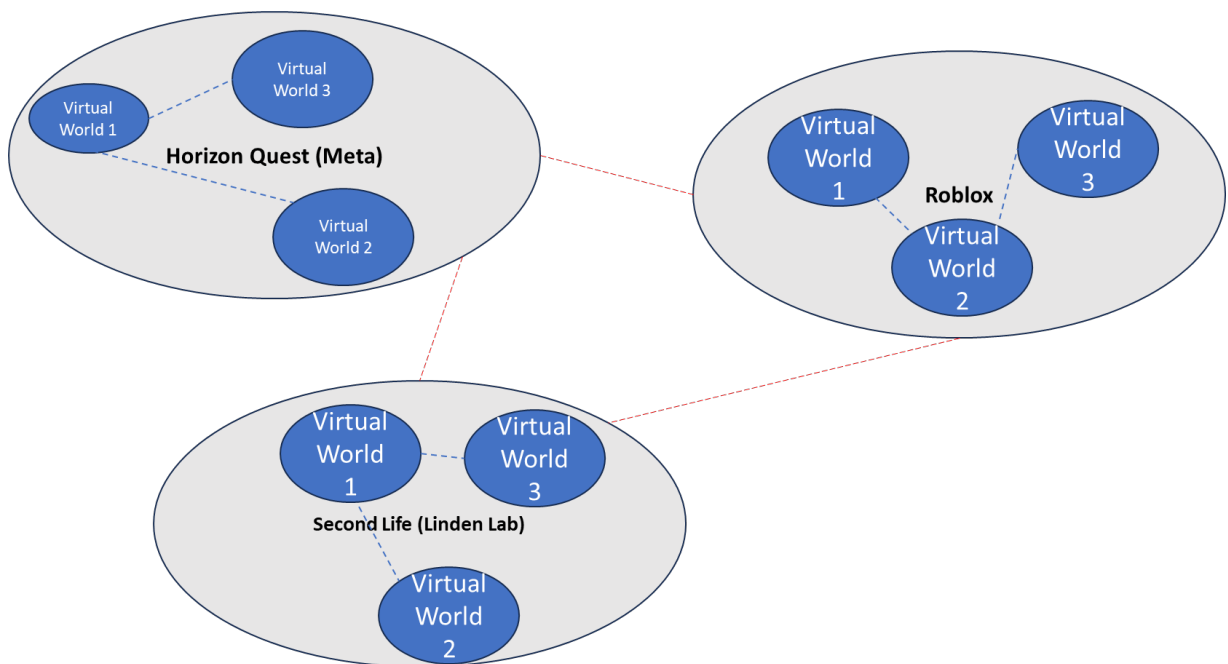 Virtual
World 3
Virtual
World 1
Horizon Quest (Meta)
Virtual
World 2
Virtual
World
1
Virtual
World
3
Roblox
Virtual
World
2
Virtual
World
1
Virtual
World
3
Second Life (Linden Lab)
Virtual
World
2